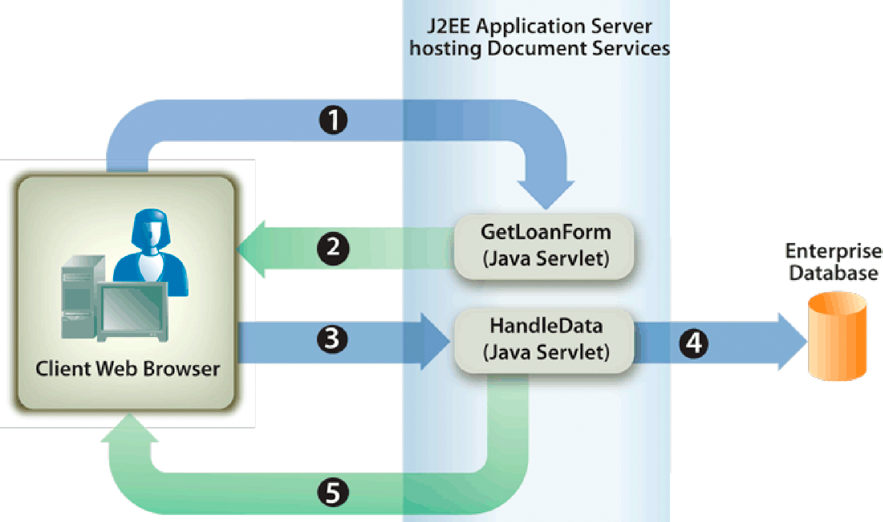 J2EE Application Server
hosting Document Services
1
GetLoanForm
(Java Servlet)
2
Enterprise
Database
HandleData
(Java Servlet)
3
4
Client Web Browser
5